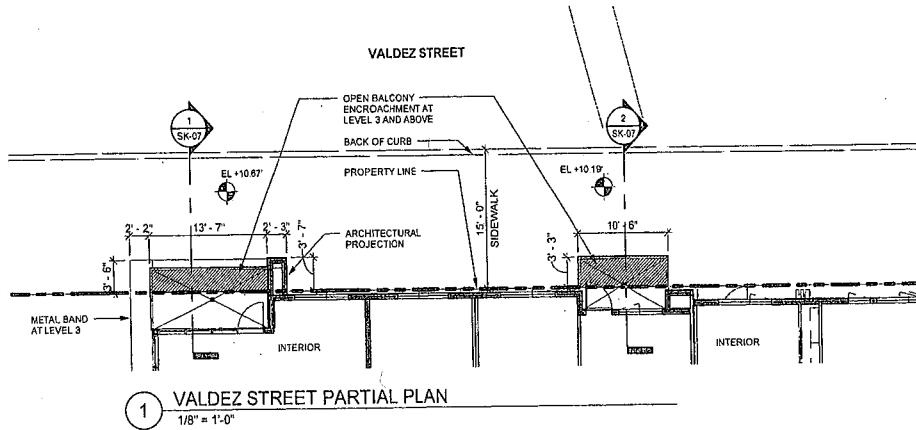 VALDEZ STREET
OPEN BALCONY
ENCROACHMENT AT
LEVEL 3 AND ABOVE
1
SK-07
2
SK-07
BACK OF CURB
EL +10.67'
PROPERTY LINE
EL +10.19'
15' - 0"
SIDEWALK
2' - 2"
13' - 7"
2' - 3"
3' - 7"
ARCHITECTURAL
PROJECTION
10' - 6"
3' - 3"
3' - 6"
METAL BAND
AT LEVEL 3
INTERIOR
INTERIOR
1
VALDEZ STREET PARTIAL PLAN
1/8" = 1'-0"